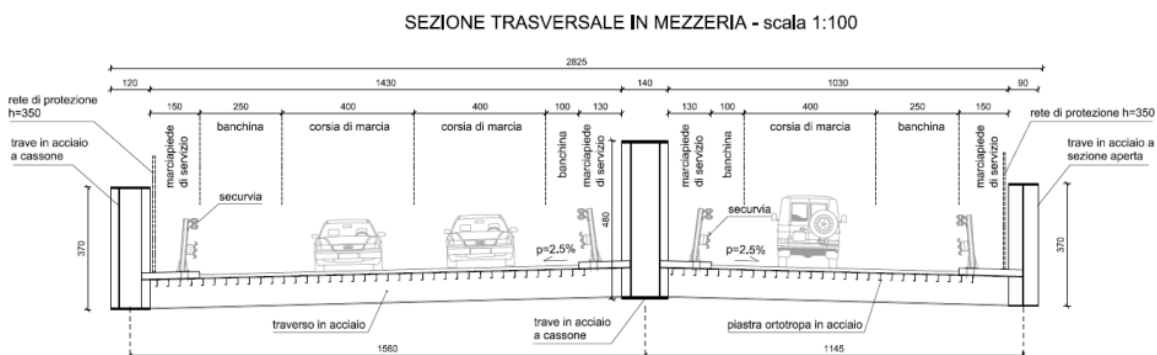 SEZIONE TRASVERSALE IN MEZZERIA - scala 1:100
2825
120 1430 140 1030 90
150 250 400 400 100 130 130 100 400 250 150
rete di protezione
h=350
trave in acciaio
a cassone
marciapiede
di servizio
banchina
corsia di marcia
corsia di marcia
banchina
marciapiede
di servizio
marciapiede
di servizio
banchina
corsia di marcia
banchina
marciapiede
di servizio
rete di protezione h=350
trave in acciaio a
sezione aperta
securvia
securvia
370
480
370
p=2.5%
p=2.5%
traverso in acciaio
trave in acciaio
a cassone
piastra ortotropa in acciaio
1560
1145